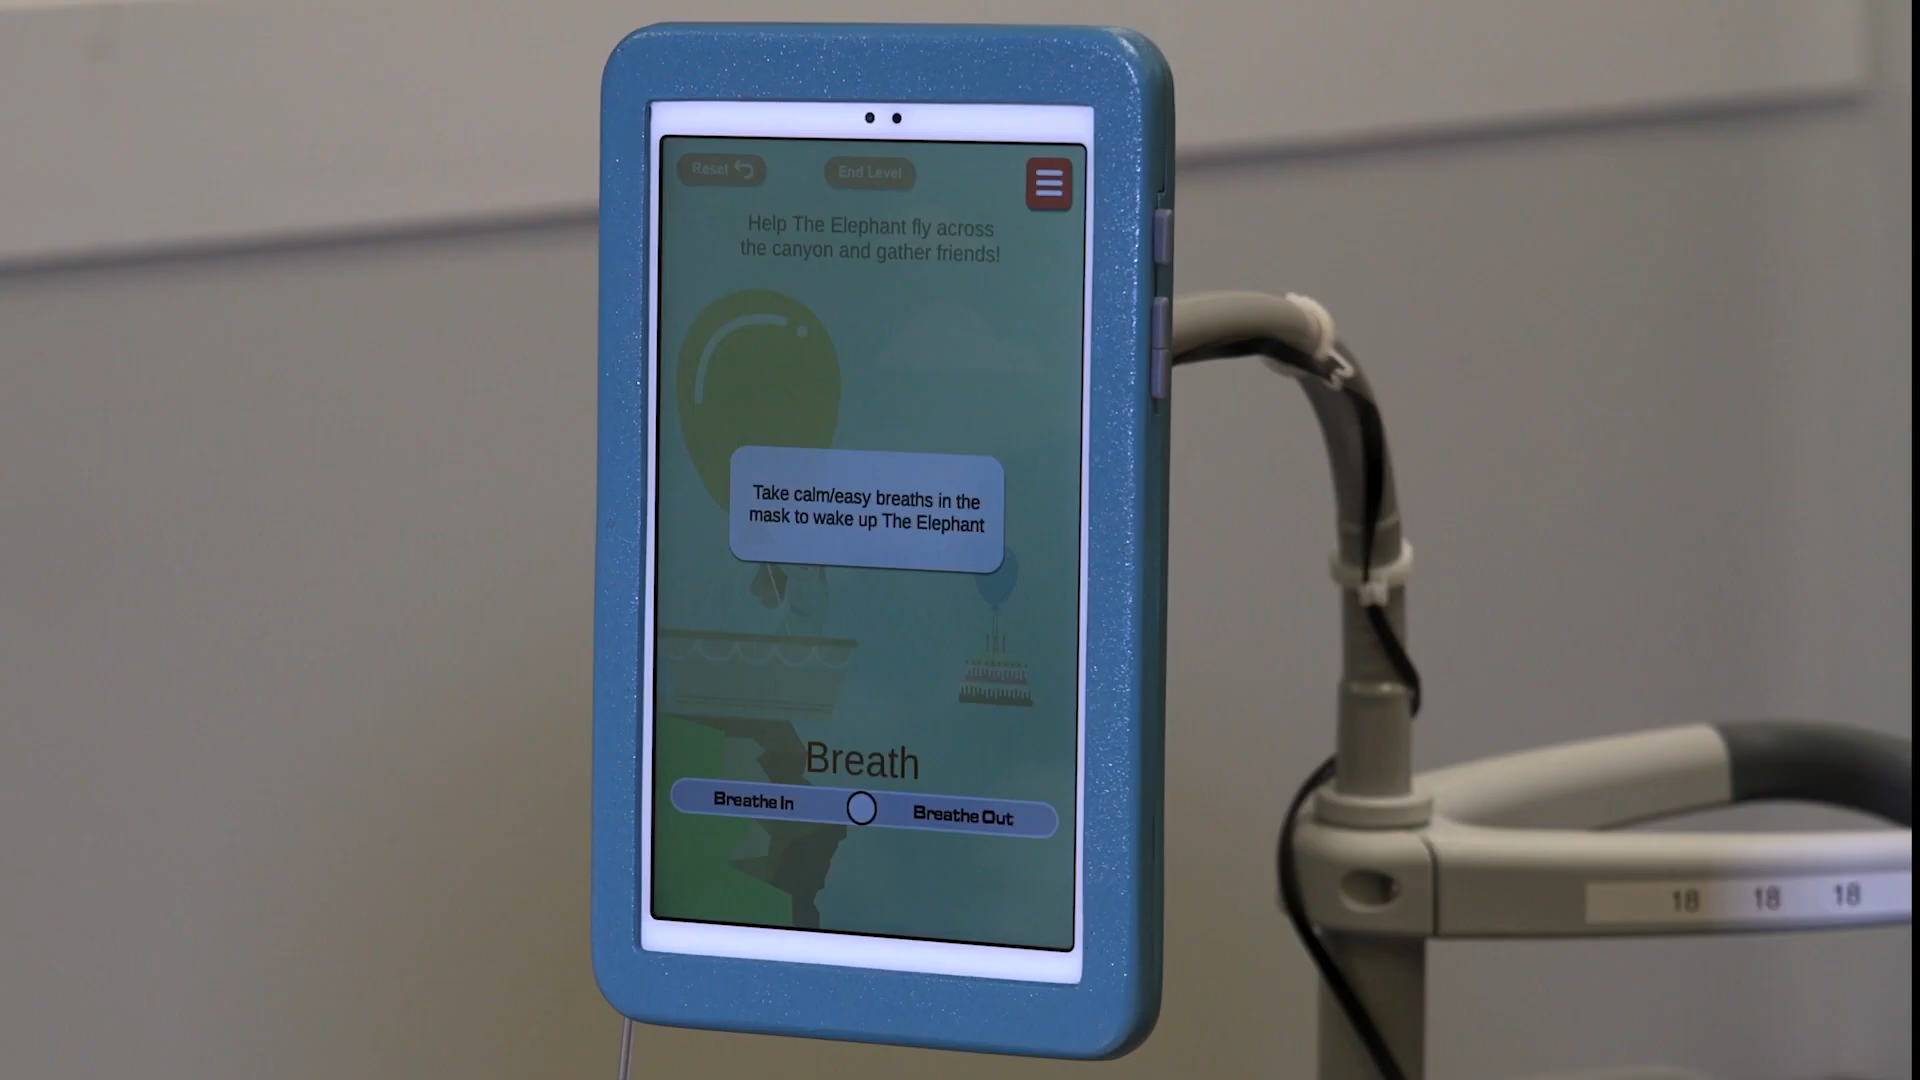 Reset
End Level
Help The Elephant fly across
the canyon and gather friends!
Take calm/easy breaths in the
mask to wake up The Elephant
Breath
Breathe In
Breathe Out
18 18 18